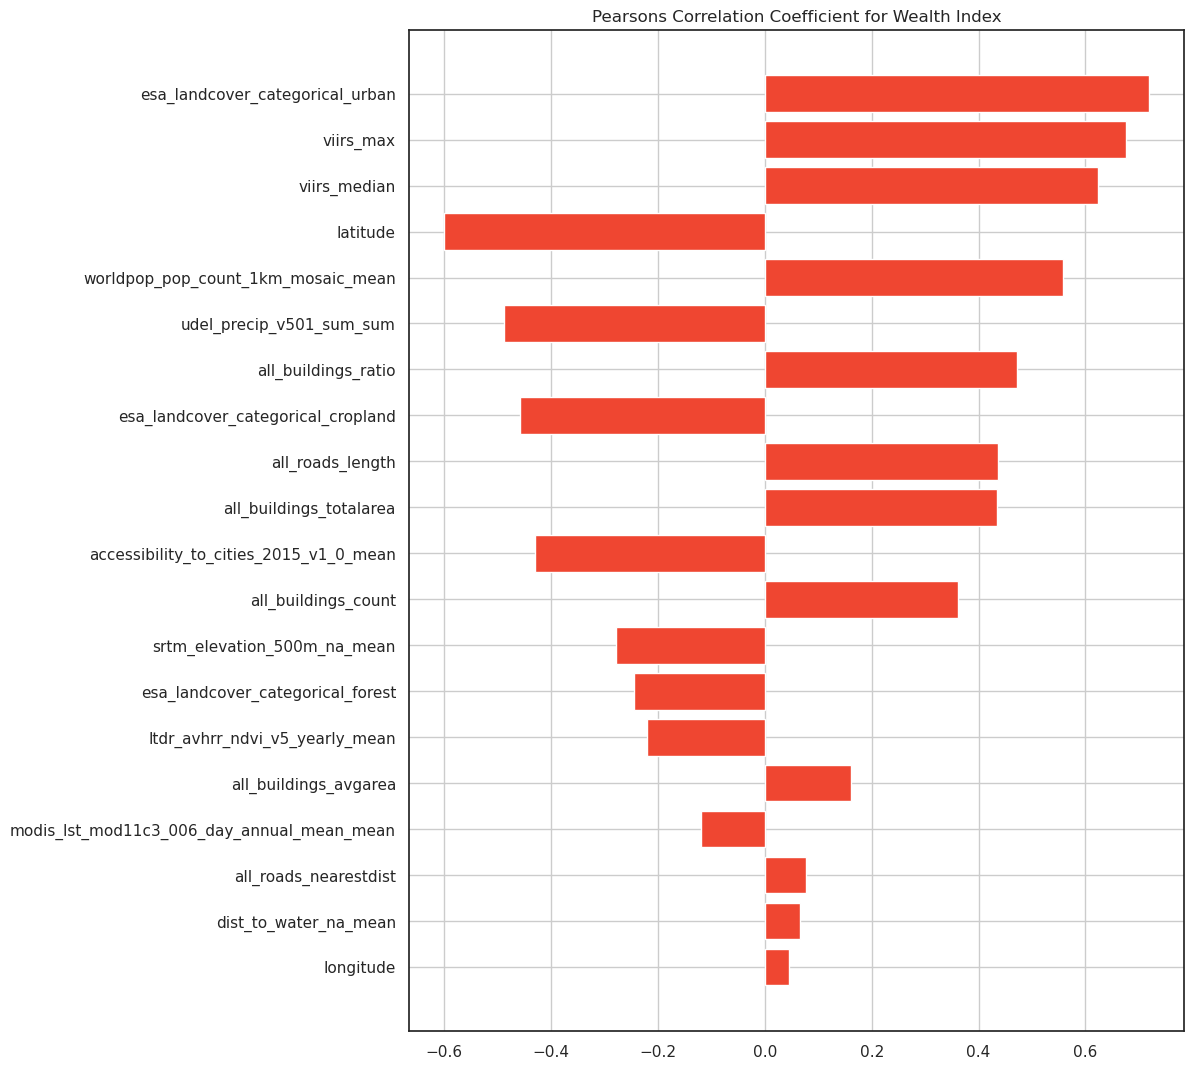 Pearsons Correlation Coefficient for Wealth Index
esa_landcover_categorical_urban
viirs_max
viirs_median
latitude
worldpop_pop_count_1km_mosaic_mean
udel_precip_v501_sum_sum
all_buildings_ratio
esa_landcover_categorical_cropland
all_roads_length
all_buildings_totalarea
accessibility_to_cities_2015_v1_0_mean
all_buildings_count
srtm_elevation_500m_na_mean
esa_landcover_categorical_forest
ltdr_avhrr_ndvi_v5_yearly_mean
all_buildings_avgarea
modis_lst_mod11c3_006_day_annual_mean_mean
all_roads_nearestdist
dist_to_water_na_mean
longitude
−0.6 −0.4 −0.2 0.0 0.2 0.4 0.6